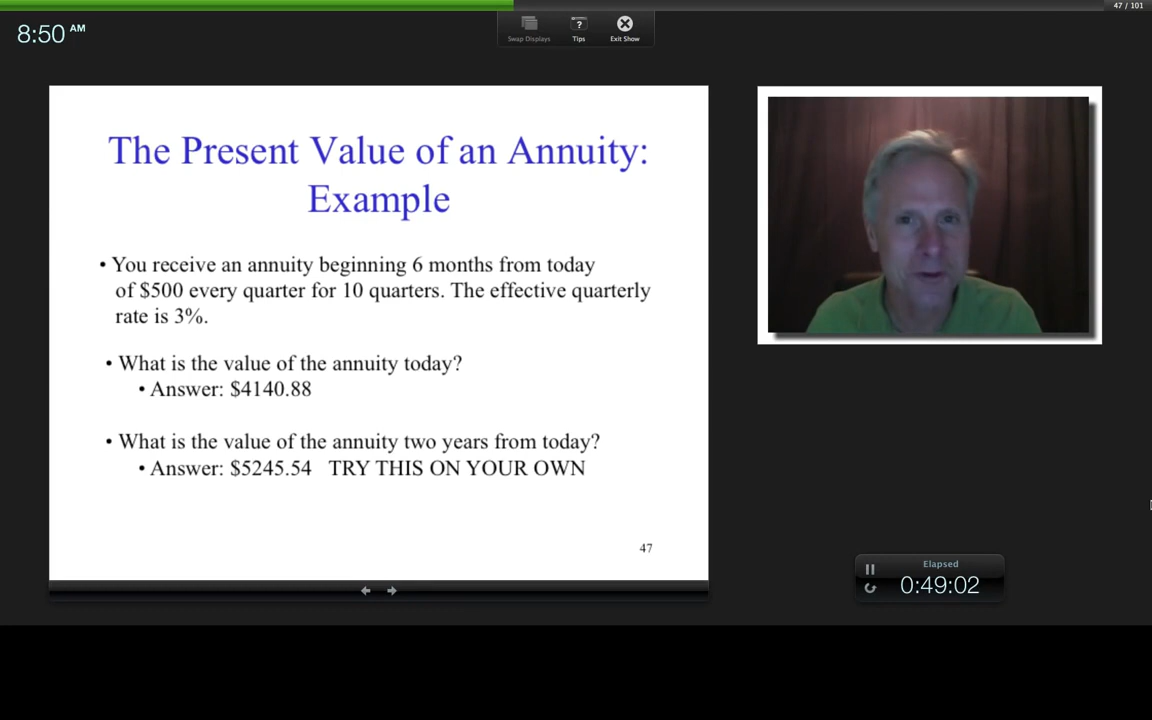 47 / 101
8:50 AM
Swap Displays
?
Tips
Exit Show
The Present Value of an Annuity:
Example
• You receive an annuity beginning 6 months from today
of $500 every quarter for 10 quarters. The effective quarterly
rate is 3%.
• What is the value of the annuity today?
• Answer: $4140.88
• What is the value of the annuity two years from today?
• Answer: $5245.54 TRY THIS ON YOUR OWN
47
Elapsed
0:49:02